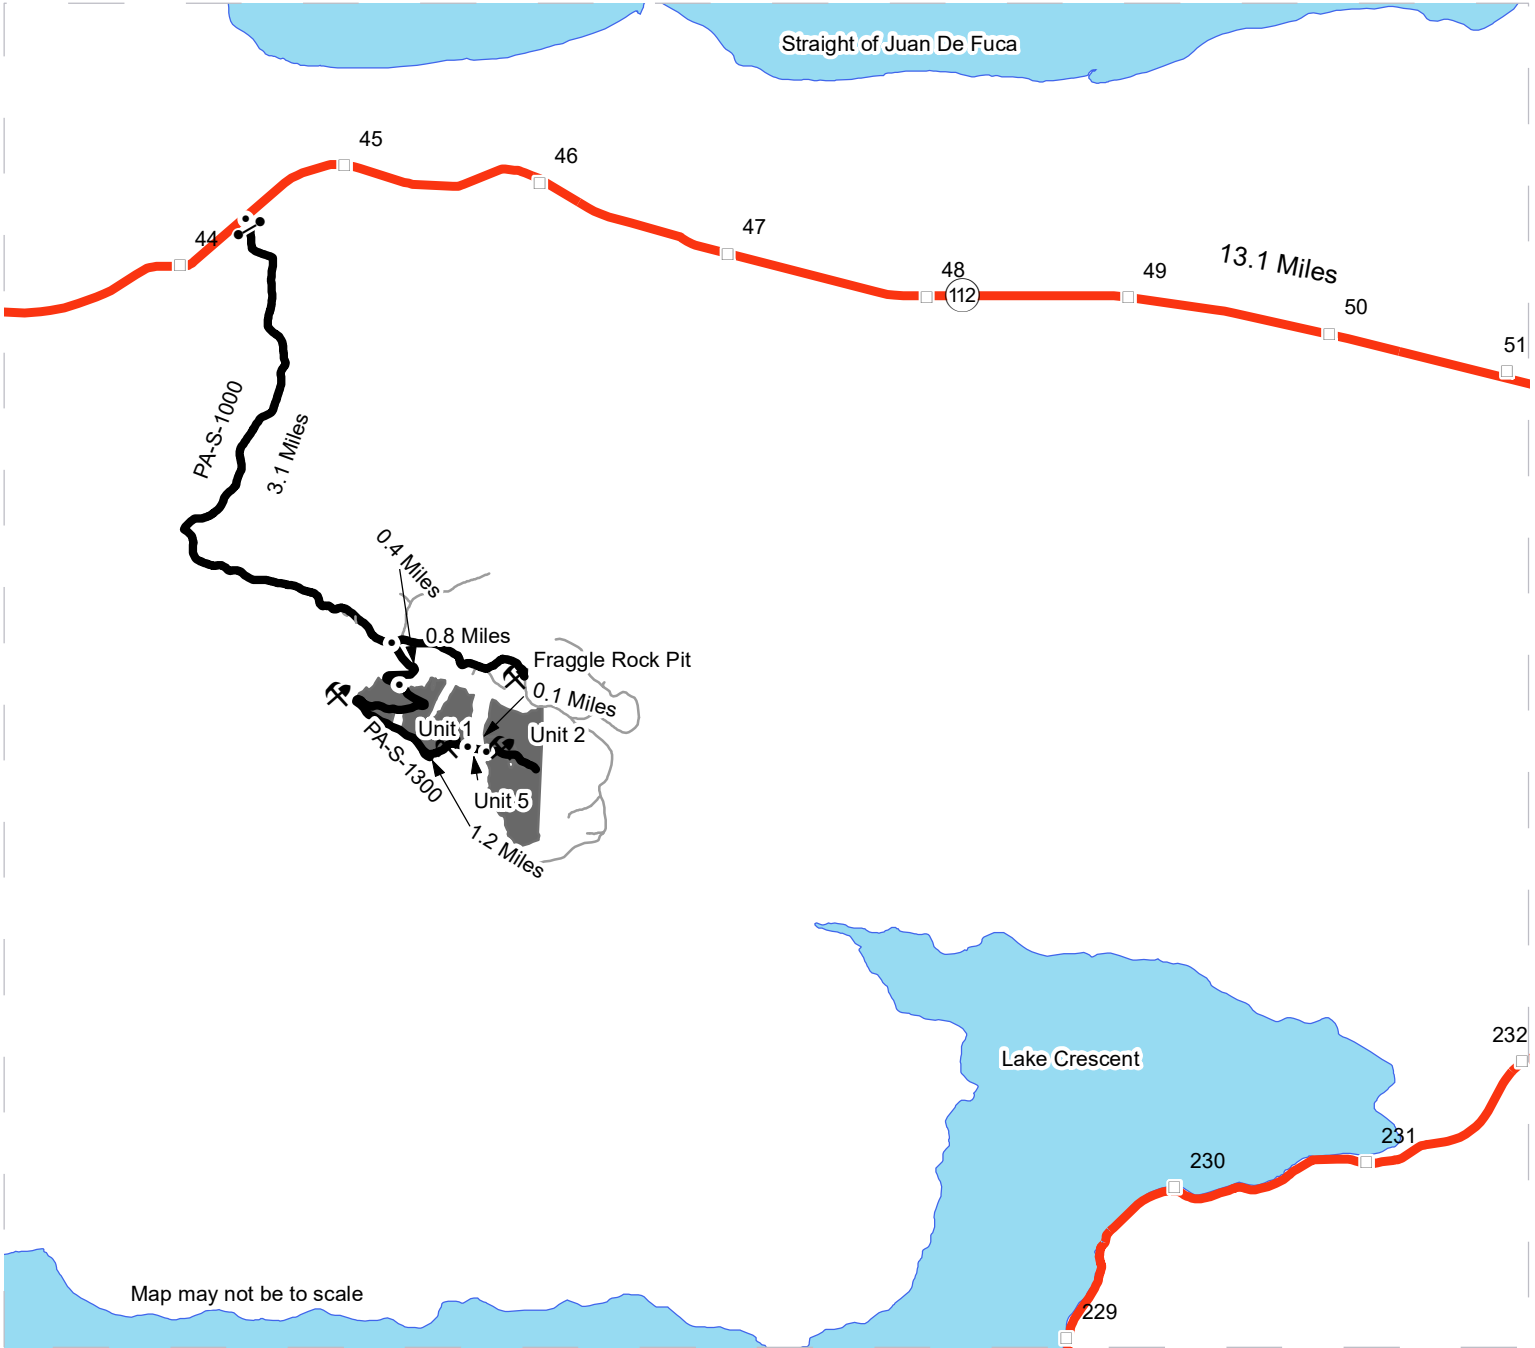 Straight of Juan De Fuca
45
46
44
47
48
112
49
13.1 Miles
50
51
PA-S-1000
3.1 Miles
0.4 Miles
0.8 Miles
Fraggle Rock Pit
0.1 Miles
Unit 1
Unit 2
PA-S-1300
Unit 5
1.2 Miles
Lake Crescent
232
231
230
229
Map may not be to scale